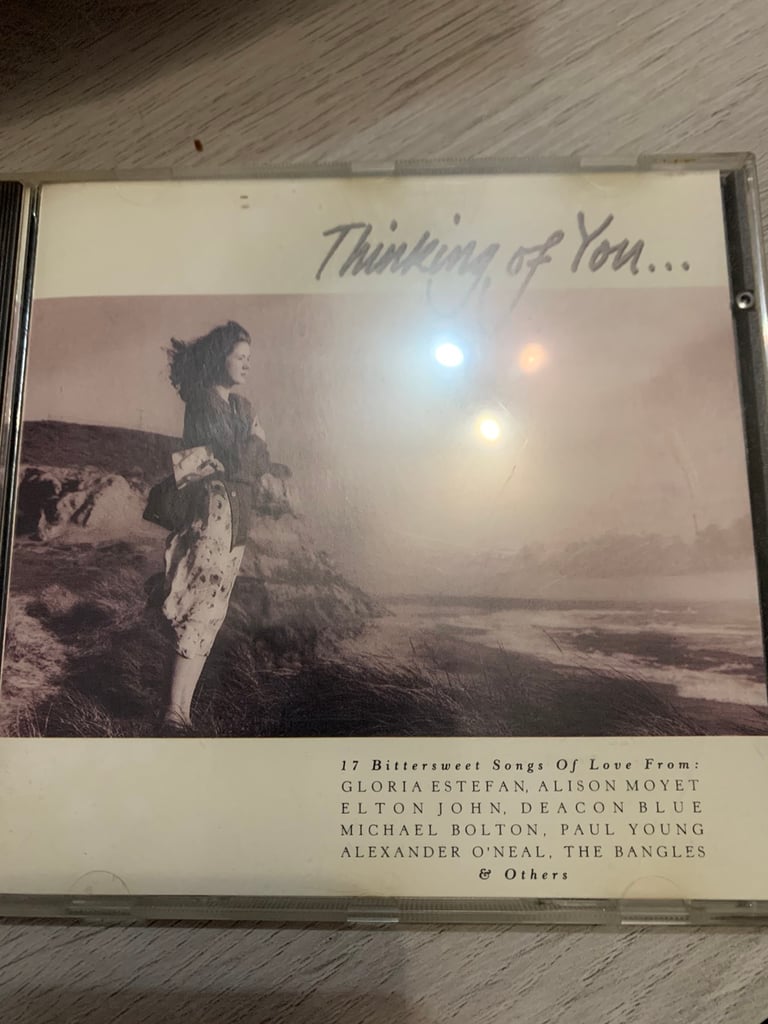 Thinking of You...
17 Bittersweet Songs Of Love From:
GLORIA ESTEFAN, ALISON MOYET
ELTON JOHN, DEACON BLUE
MICHAEL BOLTON, PAUL YOUNG
ALEXANDER O'NEAL, THE BANGLES
& Others